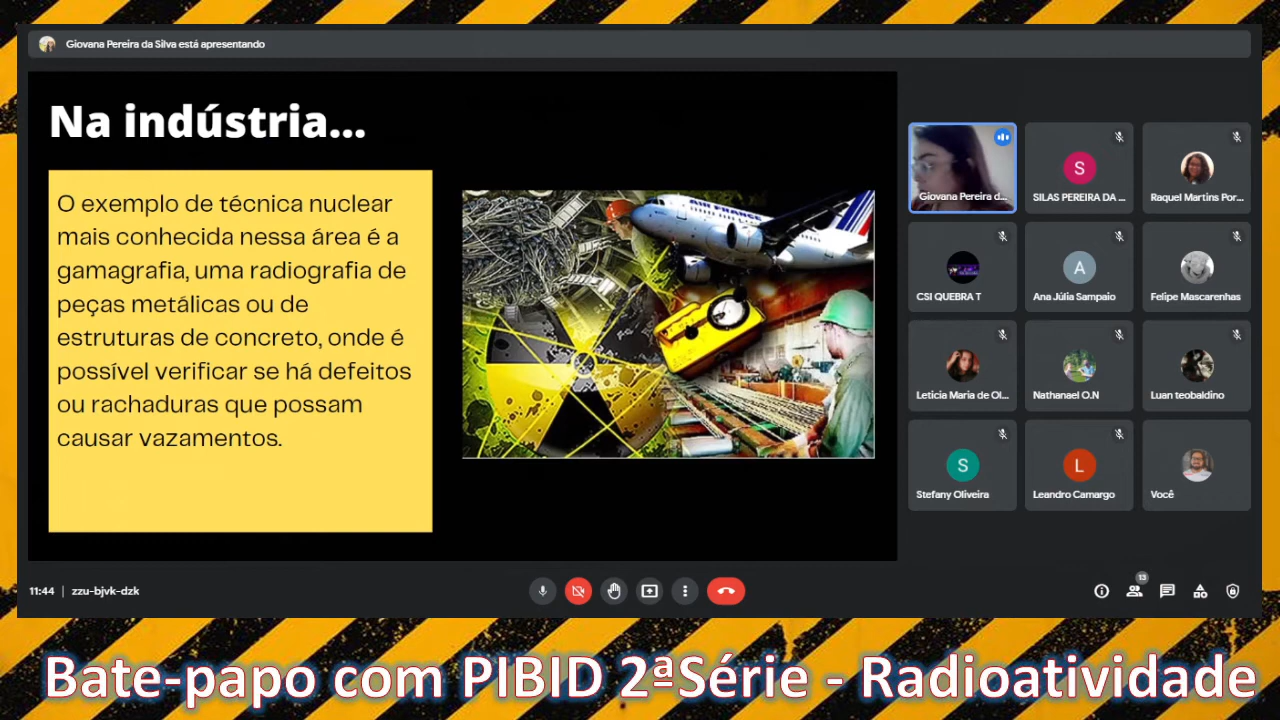 Giovana Pereira da Silva está apresentando
Na indústria...
O exemplo de técnica nuclear
mais conhecida nessa área é a
gamagrafia, uma radiografia de
peças metálicas ou de
estruturas de concreto, onde é
possível verificar se há defeitos
ou rachaduras que possam
causar vazamentos.
AIR FRANCE
Giovana Pereira d...
S
SILAS PEREIRA DA ...
Raquel Martins Por...
CSI QUEBRA T
A
Ana Júlia Sampaio
Felipe Mascarenhas
Leticia Maria de Ol...
Nathanael O.N
Luan teobaldino
S
Stefany Oliveira
L
Leandro Camargo
Você
11:44 | zzu-bjvk-dzk
13
Bate-papo com PIBID 2ªSérie - Radioatividade